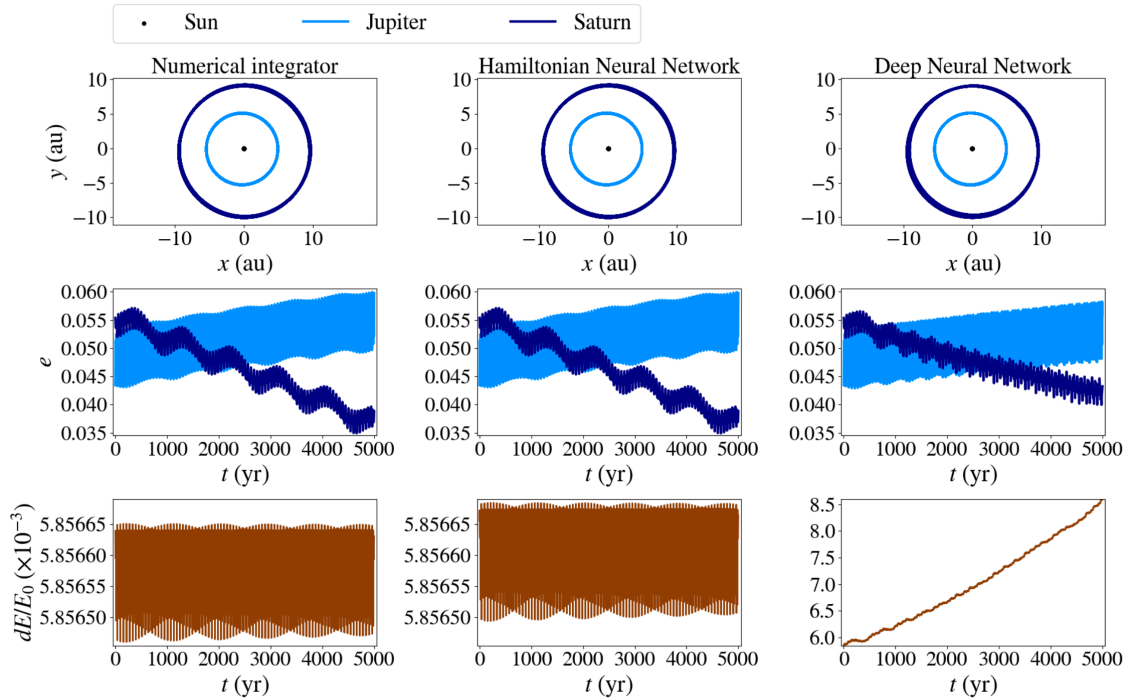 Sun Jupiter Saturn
Numerical integrator Hamiltonian Neural Network Deep Neural Network
y (au)
10 5 0 −5 −10
−10 0 10
x (au)
10 5 0 −5 −10
−10 0 10
x (au)
10 5 0 −5 −10
−10 0 10
x (au)
e
0.060 0.055 0.050 0.045 0.040 0.035
0 1000 2000 3000 4000 5000
t (yr)
0.060 0.055 0.050 0.045 0.040 0.035
0 1000 2000 3000 4000 5000
t (yr)
0.060 0.055 0.050 0.045 0.040 0.035
0 1000 2000 3000 4000 5000
t (yr)
dE/E₀ (×10⁻³)
5.85665 5.85660 5.85655 5.85650
0 1000 2000 3000 4000 5000
t (yr)
5.85665 5.85660 5.85655 5.85650
0 1000 2000 3000 4000 5000
t (yr)
8.5 8.0 7.5 7.0 6.5 6.0
0 1000 2000 3000 4000 5000
t (yr)